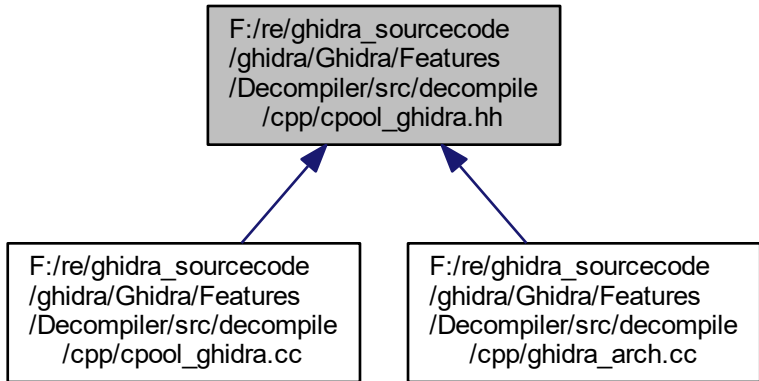 F:/re/ghidra_sourcecode
/ghidra/Ghidra/Features
/Decompiler/src/decompile
/cpp/cpool_ghidra.hh
F:/re/ghidra_sourcecode
/ghidra/Ghidra/Features
/Decompiler/src/decompile
/cpp/cpool_ghidra.cc
F:/re/ghidra_sourcecode
/ghidra/Ghidra/Features
/Decompiler/src/decompile
/cpp/ghidra_arch.cc